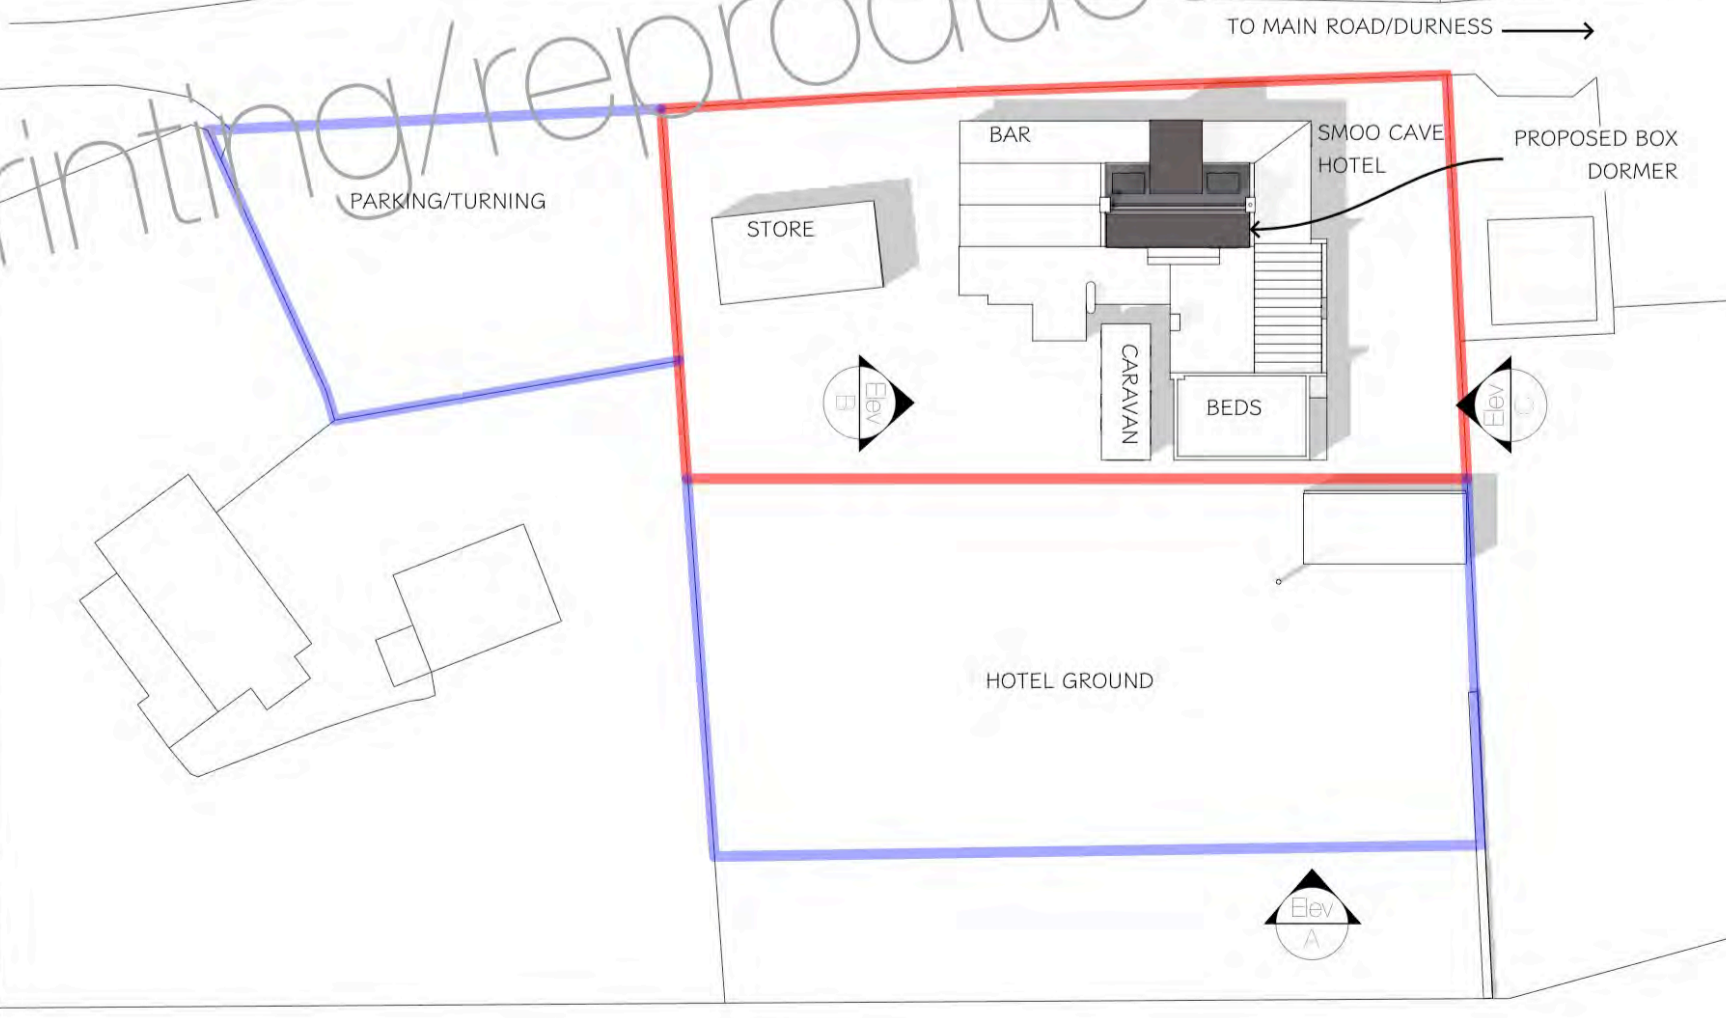 TO MAIN ROAD/DURNESS
rinting/reproduc
BAR
SMOO CAVE
HOTEL
PROPOSED BOX
DORMER
PARKING/TURNING
STORE
CARAVAN
BEDS
Elev
B
Elev
C
HOTEL GROUND
Elev
A